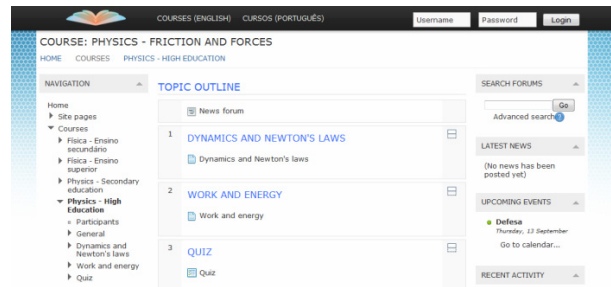 COURSES (ENGLISH) CURSOS (PORTUGUÊS)
Username
Password
Login
COURSE: PHYSICS - FRICTION AND FORCES
HOME COURSES PHYSICS - HIGH EDUCATION
NAVIGATION
Home
Site pages
Courses
Física - Ensino
secundário
Física - Ensino
superior
Physics - Secondary
education
Physics - High
Education
Participants
General
Dynamics and
Newton's laws
Work and energy
Quiz
TOPIC OUTLINE
News forum
1 DYNAMICS AND NEWTON'S LAWS
Dynamics and Newton's laws
2 WORK AND ENERGY
Work and energy
3 QUIZ
Quiz
SEARCH FORUMS
Go
Advanced search
LATEST NEWS
(No news has been
posted yet)
UPCOMING EVENTS
Defesa
Thursday, 13 September
Go to calendar...
RECENT ACTIVITY